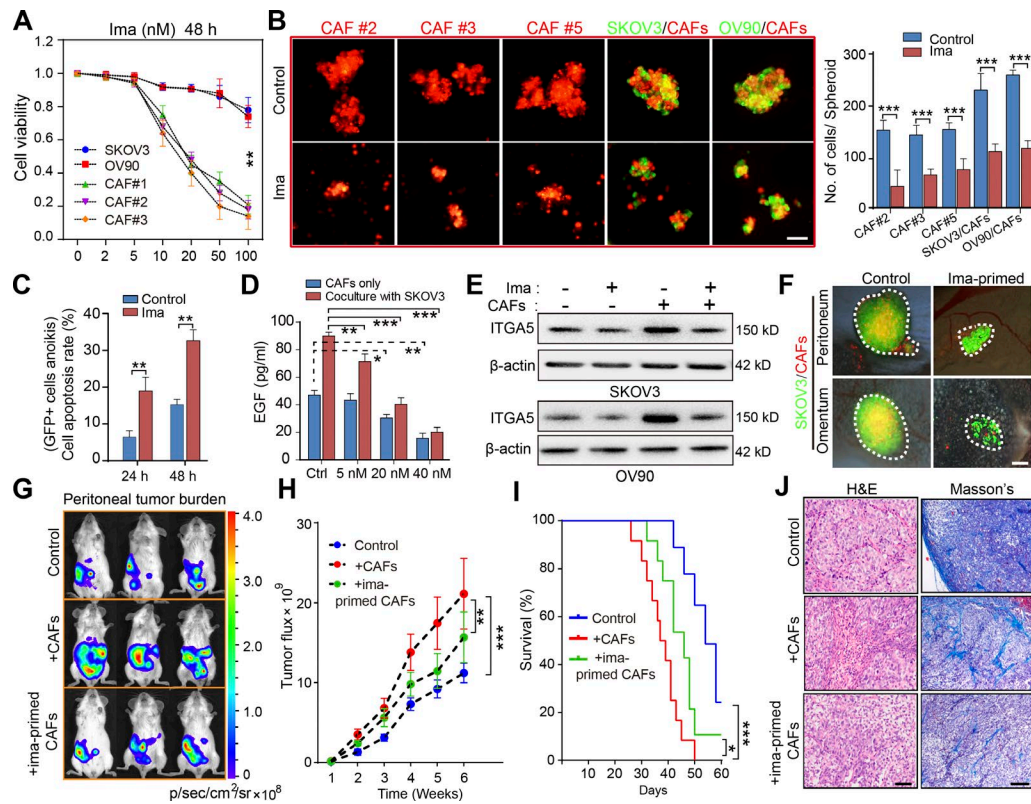 A
Ima (nM) 48 h
Cell viability
1.2
1.0
0.8
0.6
0.4
0.2
0.0
SKOV3
OV90
CAF#1
CAF#2
CAF#3
**
0 2 5 10 20 50 100
B
CAF #2 CAF #3 CAF #5 SKOV3/CAFs OV90/CAFs
Control
Ima
Control
Ima
No. of cells/ Spheroid
300
200
100
0
*** *** *** *** ***
CAF#2
CAF#3
CAF#5
SKOV3/CAFs
OV90/CAFs
C
Control
Ima
(GFP+ cells anoikis)
Cell apoptosis rate (%)
40
30
20
10
0
**
**
24 h 48 h
D
CAFs only
Coculture with SKOV3
EGF (pg/ml)
100
80
60
40
20
0
***
** ***
* **
Ctrl 5 nM 20 nM 40 nM
E
Ima : - + - +
CAFs : - - + +
ITGA5 150 kD
β-actin 42 kD
SKOV3
ITGA5 150 kD
β-actin 42 kD
OV90
F
Control Ima-primed
SKOV3/CAFs
Peritoneum
Omentum
G
Peritoneal tumor burden
Control
+CAFs
+ima-primed
CAFs
4.0
3.0
2.0
1.0
0
p/sec/cm²/sr×10⁸
H
Tumor flux× 10⁹
30
20
10
0
Control
+CAFs
+ima-
primed CAFs
**
***
1 2 3 4 5 6
Time (Weeks)
I
Survival (%)
100
80
60
40
20
0
Control
+CAFs
+ima-
primed CAFs
*
***
10 20 30 40 50 60
Days
J
H&E Masson's
Control
+CAFs
+ima-primed
CAFs